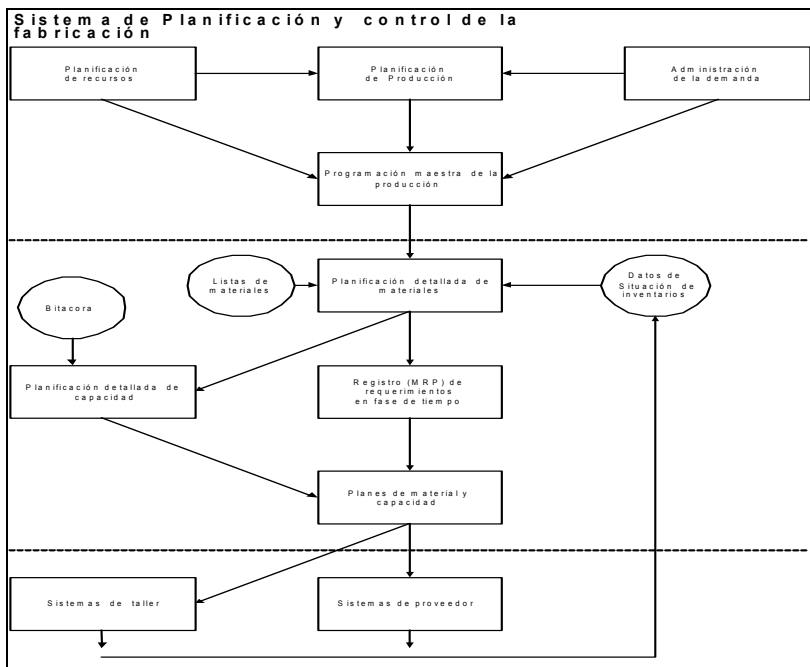 Sistema de Planificación y control de la
fabricación
Planificación
de recursos
Planificación
de Producción
Administración
de la demanda
Programación maestra de la
producción
Listas de
materiales
Planificación detallada de
materiales
Datos de
Situación de
inventarios
Bitacora
Planificación detallada de
capacidad
Registro (MRP) de
requerimientos
en fase de tiempo
Planes de material y
capacidad
Sistemas de taller
Sistemas de proveedor